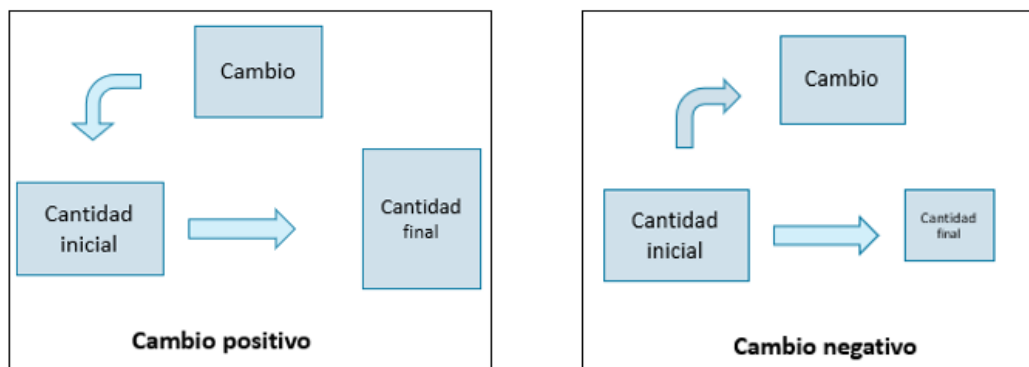 Cambio
Cantidad
inicial
Cantidad
final
Cambio positivo
Cambio
Cantidad
inicial
Cantidad
final
Cambio negativo